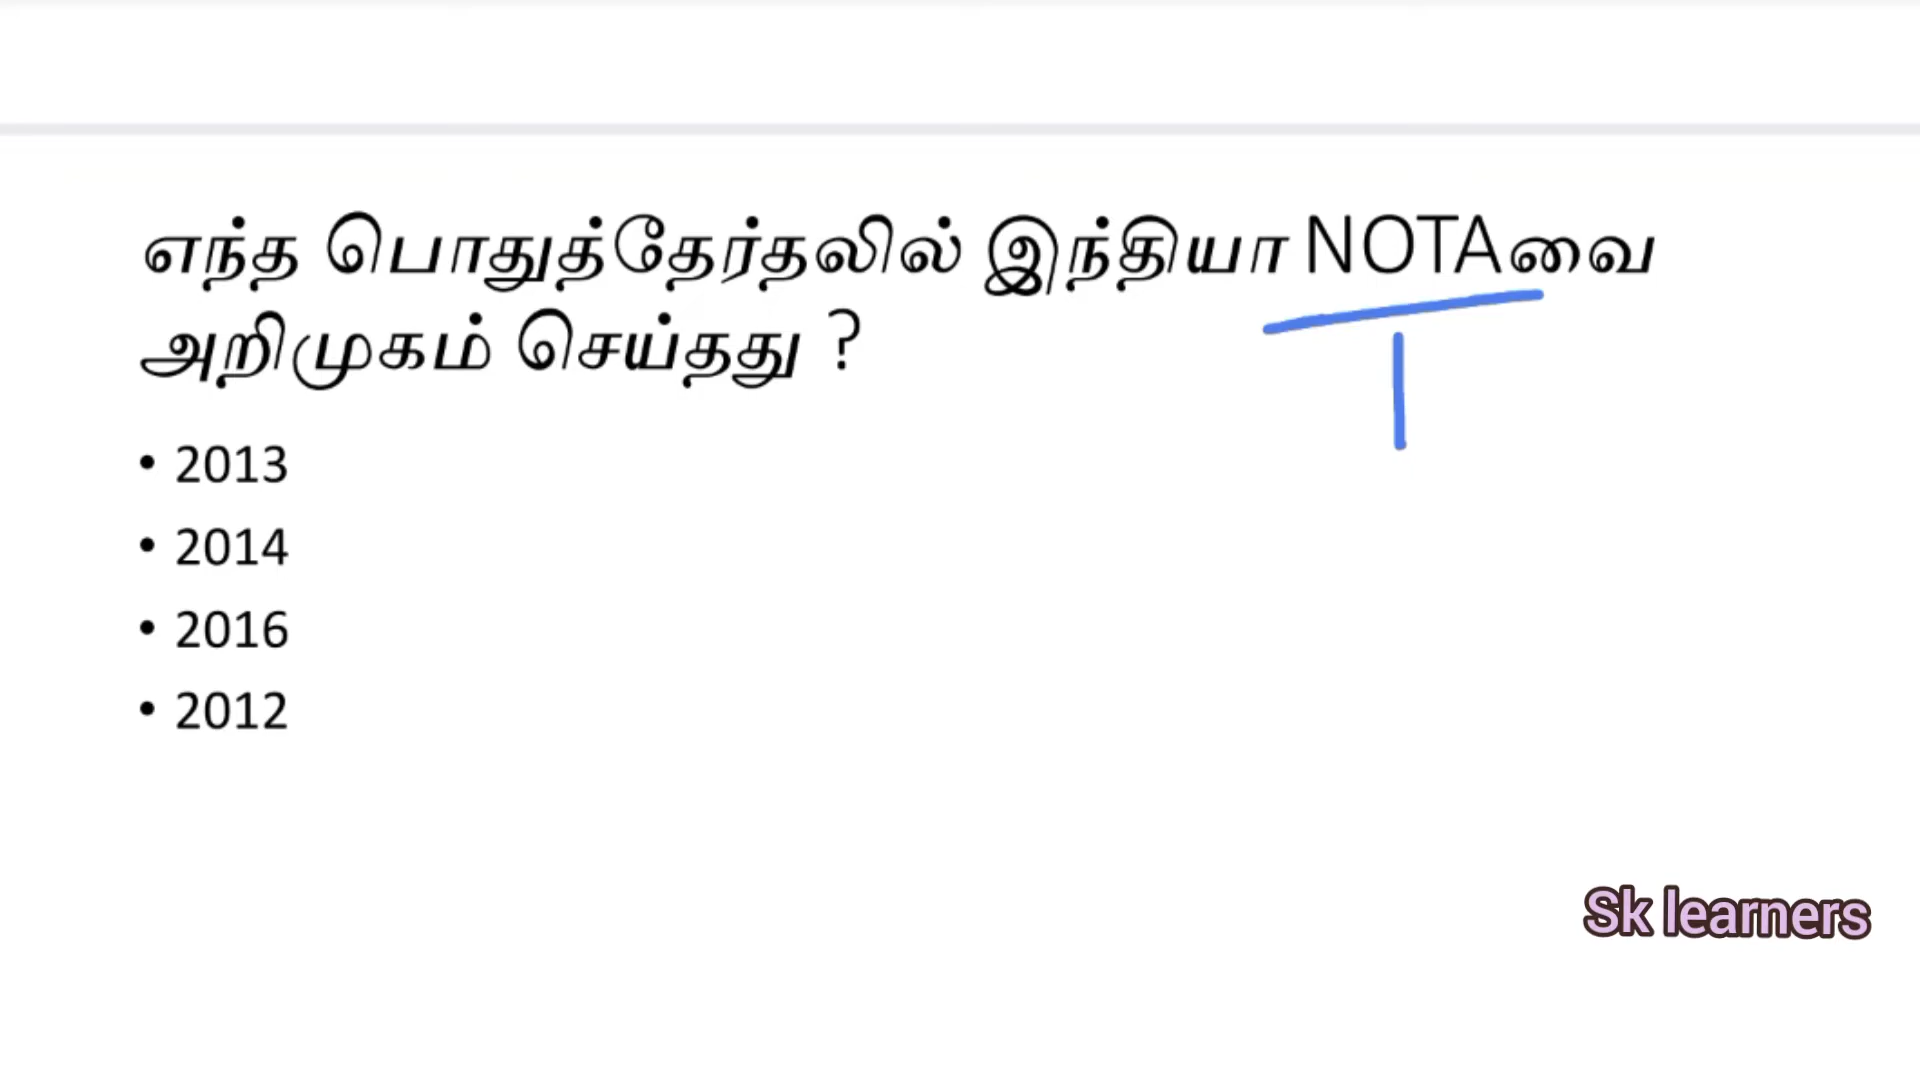 எந்த பொதுத்தேர்தலில் இந்தியா NOTAவை
அறிமுகம் செய்தது ?
• 2013
• 2014
• 2016
• 2012
Sk learners